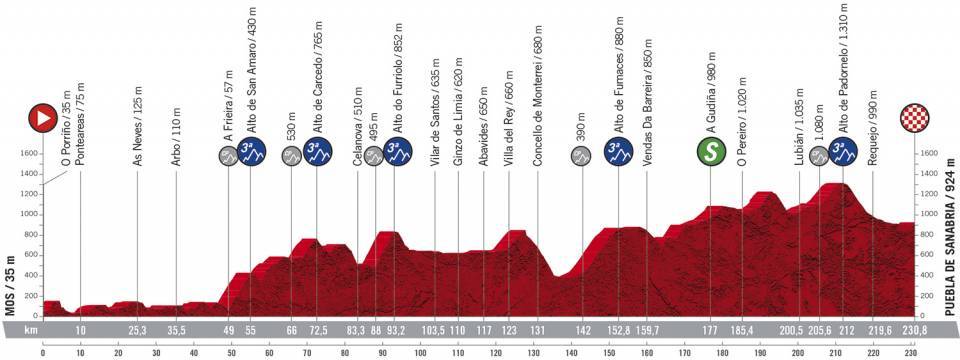 O Porriño / 35 m
Ponteareas / 75 m
As Neves / 125 m
Arbo / 110 m
A Frieira / 57 m
Alto de San Amaro / 430 m
3ª
530 m
Alto de Carcedo / 765 m
3ª
Celanova / 510 m
495 m
Alto do Furriolo / 852 m
3ª
Vilar de Santos / 635 m
Ginzo de Limia / 620 m
Abavides / 650 m
Villa del Rey / 660 m
Concello de Monterrei / 680 m
390 m
Alto de Fumaces / 880 m
3ª
Vendas Da Barreira / 850 m
A Gudiña / 980 m
S
O Pereiro / 1.020 m
Lubián / 1.035 m
1.080 m
Alto de Padornelo / 1.310 m
3ª
Requejo / 990 m
MOS / 35 m
1600
1400
1200
1000
800
600
400
200
0
1600
1400
1200
1000
800
600
400
200
0
PUEBLA DE SANABRIA / 924 m
km 10 25,3 35,5 49 55 66 72,5 83,3 88 93,2 103,5 110 117 123 131 142 152,8 159,7 177 185,4 200,5 205,6 212 219,6 230,8
0 10 20 30 40 50 60 70 80 90 100 110 120 130 140 150 160 170 180 190 200 210 220 230